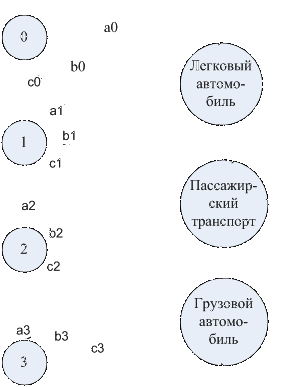 a0
0
b0
c0
Легковый
автомо-
биль
a1
b1
1
c1
Пассажир-
ский
транспорт
a2
b2
2
c2
Грузовой
автомо-
биль
a3
b3
c3
3